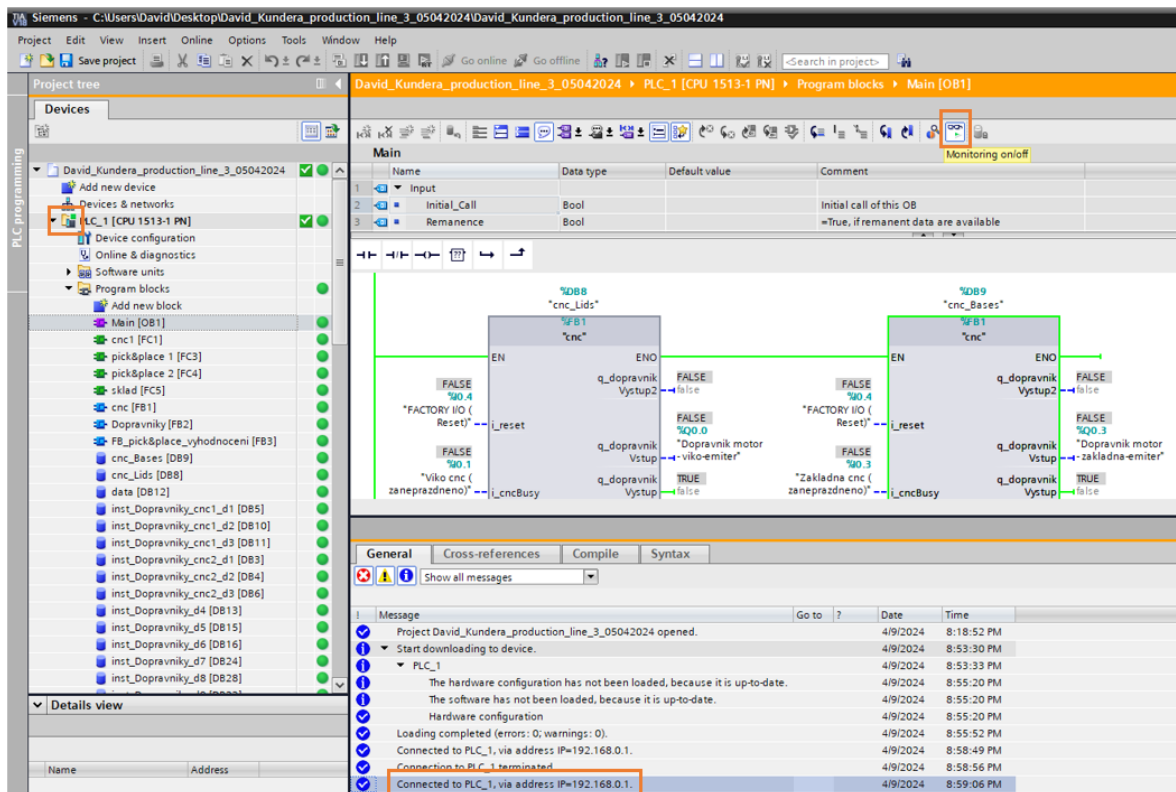 Siemens - C:\Users\David\Desktop\David_Kundera_production_line_3_05042024\David_Kundera_production_line_3_05042024
Project Edit View Insert Online Options Tools Window Help
Save project Go online Go offline <Search in project>
Project tree
David_Kundera_production_line_3_05042024 PLC_1 [CPU 1513-1 PN] Program blocks Main [OB1]
Devices
PLC programming
David_Kundera_production_line_3_05042024
Add new device
Devices & networks
PLC_1 [CPU 1513-1 PN]
Device configuration
Online & diagnostics
Software units
Program blocks
Add new block
Main [OB1]
cnc1 [FC1]
pick&place 1 [FC3]
pick&place 2 [FC4]
sklad [FC5]
cnc [FB1]
Dopravniky [FB2]
FB_pick&place_vyhodnoceni [FB3]
cnc_Bases [DB9]
cnc_Lids [DB8]
data [DB12]
inst_Dopravniky_cnc1_d1 [DB5]
inst_Dopravniky_cnc1_d2 [DB10]
inst_Dopravniky_cnc1_d3 [DB11]
inst_Dopravniky_cnc2_d1 [DB3]
inst_Dopravniky_cnc2_d2 [DB4]
inst_Dopravniky_cnc2_d3 [DB6]
inst_Dopravniky_d4 [DB13]
inst_Dopravniky_d5 [DB15]
inst_Dopravniky_d6 [DB16]
inst_Dopravniky_d7 [DB24]
inst_Dopravniky_d8 [DB28]
Details view
Name Address
Monitoring on/off
Main
Name Data type Default value Comment
1 Input
2 Initial_Call Bool Initial call of this OB
3 Remanence Bool =True, if remanent data are available
??
%DB8
"cnc_Lids"
%FB1
"cnc"
EN ENO
FALSE
%I0.4
"FACTORY I/O (
Reset)"
i_reset
FALSE
%I0.1
"Viko cnc (
zaneprazdneno)"
i_cncBusy
q_dopravnik
Vystup2
FALSE
false
q_dopravnik
Vstup
FALSE
%Q0.0
"Dopravnik motor
- viko-emiter"
q_dopravnik
Vystup
TRUE
false
%DB9
"cnc_Bases"
%FB1
"cnc"
EN ENO
FALSE
%I0.4
"FACTORY I/O (
Reset)"
i_reset
FALSE
%I0.3
"Zakladna cnc (
zaneprazdneno)"
i_cncBusy
q_dopravnik
Vystup2
FALSE
false
q_dopravnik
Vstup
FALSE
%Q0.3
"Dopravnik motor
- zakladna-emiter"
q_dopravnik
Vystup
TRUE
false
General Cross-references Compile Syntax
Show all messages
! Message Go to ? Date Time
Project David_Kundera_production_line_3_05042024 opened. 4/9/2024 8:18:52 PM
Start downloading to device. 4/9/2024 8:53:30 PM
PLC_1 4/9/2024 8:53:33 PM
The hardware configuration has not been loaded, because it is up-to-date. 4/9/2024 8:55:20 PM
The software has not been loaded, because it is up-to-date. 4/9/2024 8:55:20 PM
Hardware configuration 4/9/2024 8:55:20 PM
Loading completed (errors: 0; warnings: 0). 4/9/2024 8:55:52 PM
Connected to PLC_1, via address IP=192.168.0.1. 4/9/2024 8:58:49 PM
Connection to PLC_1 terminated. 4/9/2024 8:58:56 PM
Connected to PLC_1, via address IP=192.168.0.1. 4/9/2024 8:59:06 PM